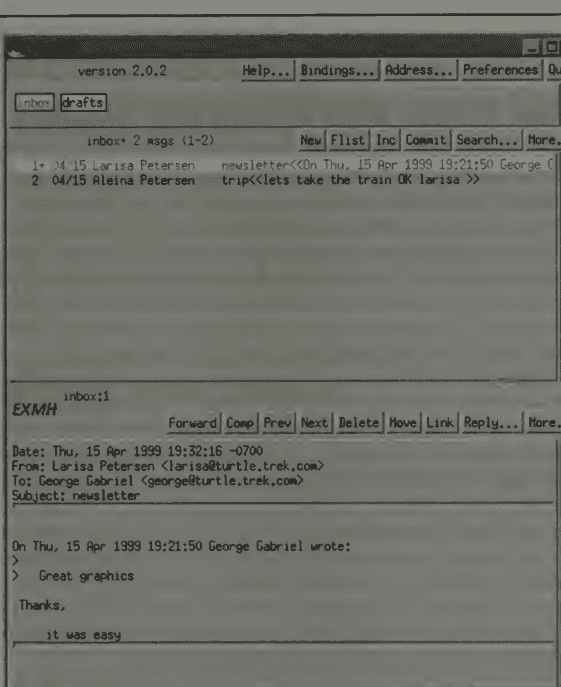 version 2.0.2 Help... Bindings... Address... Preferences Qu
inbox drafts
inbox+ 2 msgs (1-2) New Flist Inc Commit Search... More.
1+ 04/15 Larisa Petersen newsletter<<On Thu, 15 Apr 1999 19:21:50 George G
2 04/15 Aleina Petersen trip<<lets take the train OK larisa >>
inbox:1
EXMH
Forward Comp Prev Next Delete Move Link Reply... More.
Date: Thu, 15 Apr 1999 19:32:16 -0700
From: Larisa Petersen <larisa@turtle.trek.com>
To: George Gabriel <george@turtle.trek.com>
Subject: newsletter
On Thu, 15 Apr 1999 19:21:50 George Gabriel wrote:
>
> Great graphics
Thanks,
it was easy